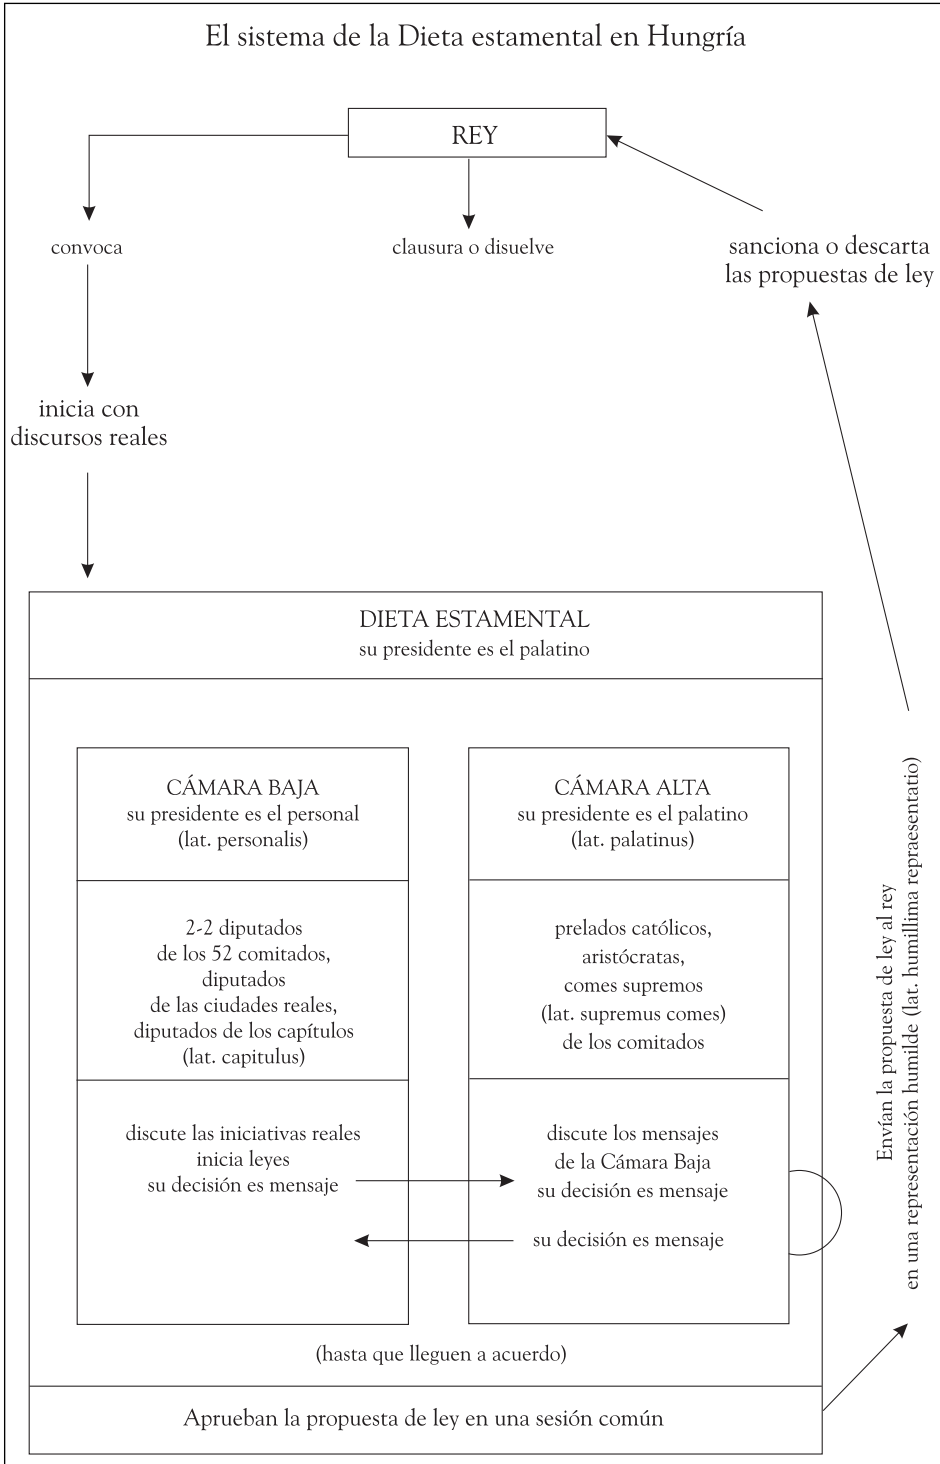 El sistema de la Dieta estamental en Hungría
REY
convoca
clausura o disuelve
sanciona o descarta
las propuestas de ley
inicia con
discursos reales
DIETA ESTAMENTAL
su presidente es el palatino
CÁMARA BAJA
su presidente es el personal
(lat. personalis)
2-2 diputados
de los 52 comitados,
diputados
de las ciudades reales,
diputados de los capítulos
(lat. capitulus)
discute las iniciativas reales
inicia leyes
su decisión es mensaje
CÁMARA ALTA
su presidente es el palatino
(lat. palatinus)
prelados católicos,
aristócratas,
comes supremos
(lat. supremus comes)
de los comitados
discute los mensajes
de la Cámara Baja
su decisión es mensaje
su decisión es mensaje
(hasta que lleguen a acuerdo)
Aprueban la propuesta de ley en una sesión común
Envían la propuesta de ley al rey
en una representación humilde (lat. humillima repraesentatio)